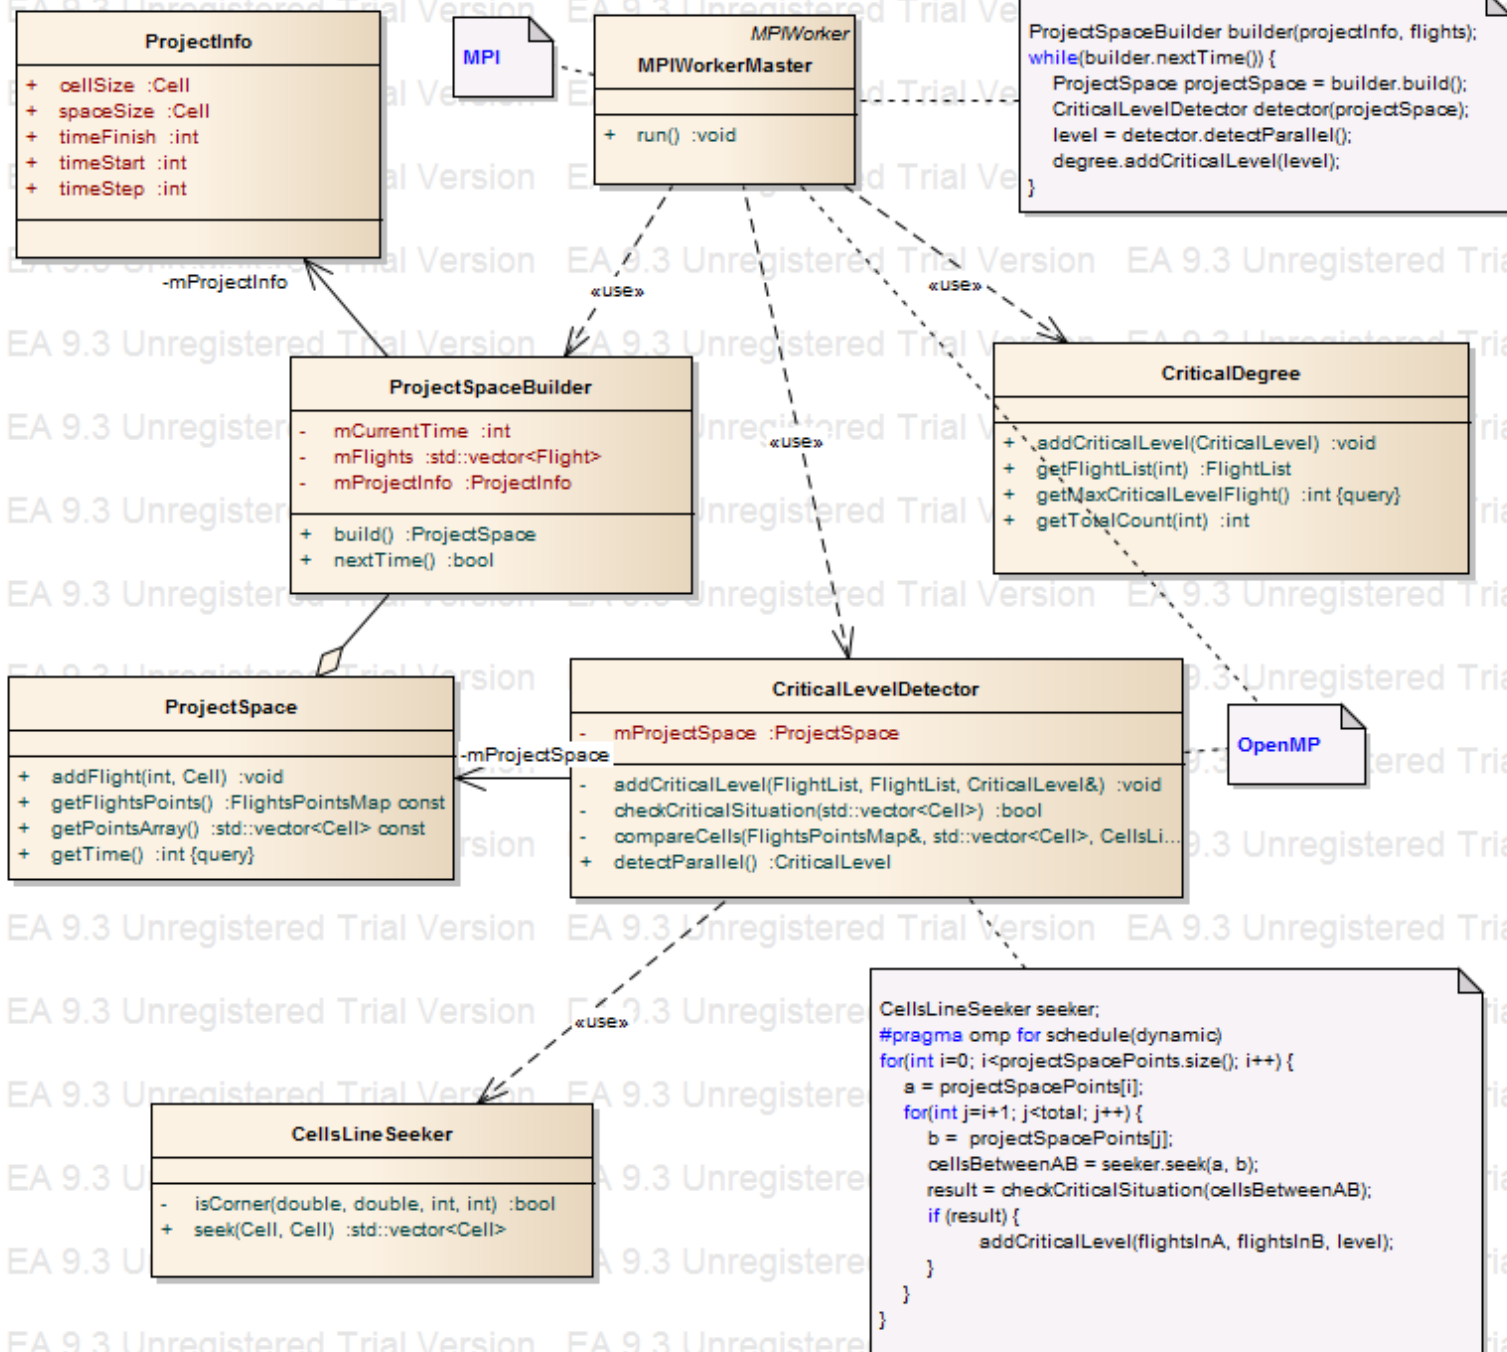 ProjectInfo
+ cellSize :Cell
+ spaceSize :Cell
+ timeFinish :int
+ timeStart :int
+ timeStep :int
MPI
MPIWorker
MPIWorkerMaster
+ run() :void
ProjectSpaceBuilder builder(projectInfo, flights);
while(builder.nextTime()) {
ProjectSpace projectSpace = builder.build();
CriticalLevelDetector detector(projectSpace);
level = detector.detectParallel();
degree.addCriticalLevel(level);
}
-mProjectInfo
«use»
«use»
«use»
ProjectSpaceBuilder
- mCurrentTime :int
- mFlights :std::vector<Flight>
- mProjectInfo :ProjectInfo
+ build() :ProjectSpace
+ nextTime() :bool
CriticalDegree
+ addCriticalLevel(CriticalLevel) :void
+ getFlightList(int) :FlightList
+ getMaxCriticalLevelFlight() :int {query}
+ getTotalCount(int) :int
ProjectSpace
+ addFlight(int, Cell) :void
+ getFlightsPoints() :FlightsPointsMap const
+ getPointsArray() :std::vector<Cell> const
+ getTime() :int {query}
-mProjectSpace
CriticalLevelDetector
- mProjectSpace :ProjectSpace
- addCriticalLevel(FlightList, FlightList, CriticalLevel&) :void
- checkCriticalSituation(std::vector<Cell>) :bool
- compareCells(FlightsPointsMap&, std::vector<Cell>, CellsLi...
+ detectParallel() :CriticalLevel
OpenMP
«use»
CellsLineSeeker
- isCorner(double, double, int, int) :bool
+ seek(Cell, Cell) :std::vector<Cell>
CellsLineSeeker seeker;
#pragma omp for schedule(dynamic)
for(int i=0; i<projectSpacePoints.size(); i++) {
a = projectSpacePoints[i];
for(int j=i+1; j<total; j++) {
b = projectSpacePoints[j];
cellsBetweenAB = seeker.seek(a, b);
result = checkCriticalSituation(cellsBetweenAB);
if (result) {
addCriticalLevel(flightsInA, flightsInB, level);
}
}
}
EA 9.3 Unregistered Trial Version